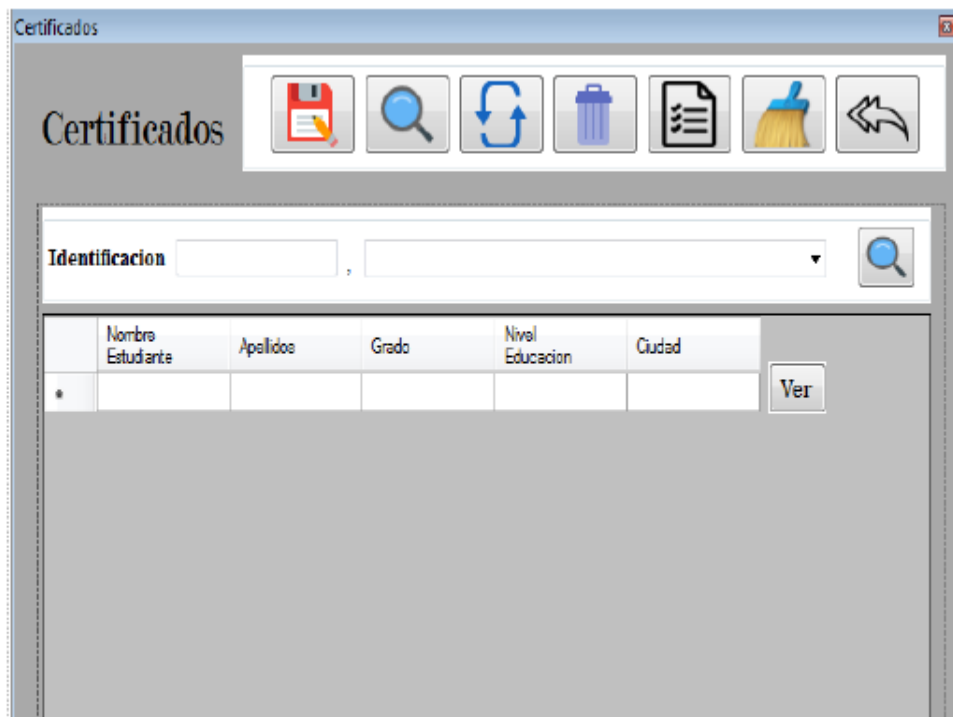 Certificados
Certificados
Identificacion ,
Nombre Apellidos Grado Nivel Ciudad
Estudiante Educacion
Ver